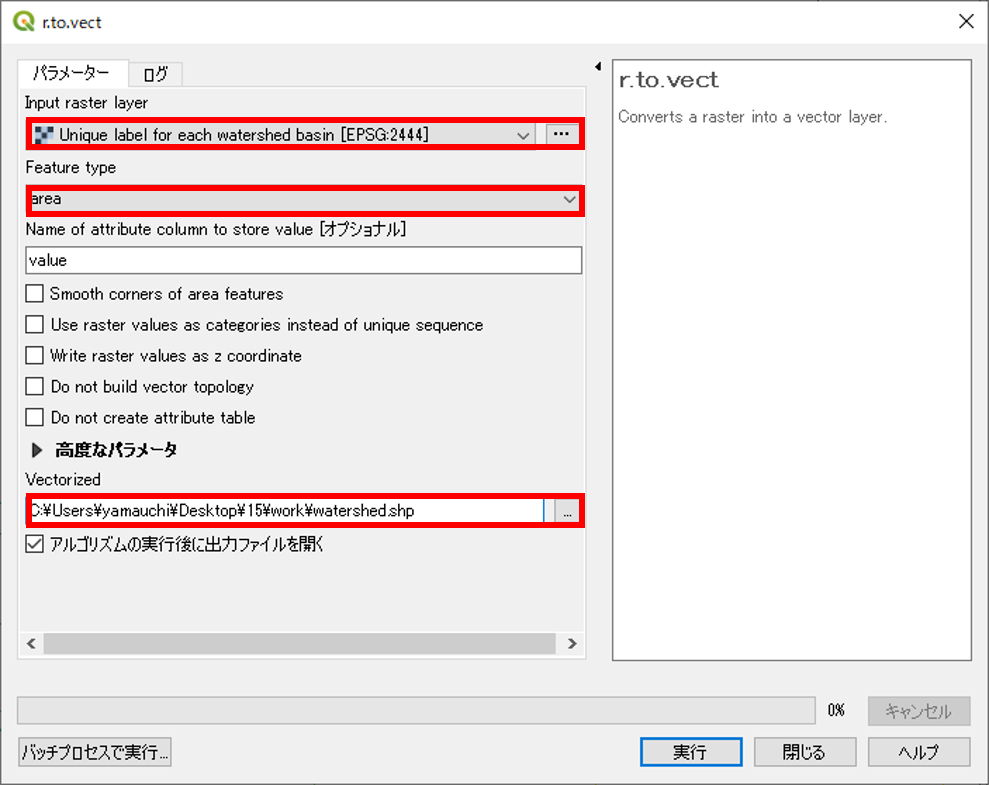 r.to.vect
パラメーター
ログ
Input raster layer
Unique label for each watershed basin [EPSG:2444]
...
Feature type
area
Name of attribute column to store value [オプショナル]
value
Smooth corners of area features
Use raster values as categories instead of unique sequence
Write raster values as z coordinate
Do not build vector topology
Do not create attribute table
高度なパラメータ
Vectorized
C:¥Users¥yamauchi¥Desktop¥15¥work¥watershed.shp
...
アルゴリズムの実行後に出力ファイルを開く
r.to.vect
Converts a raster into a vector layer.
0%
キャンセル
バッチプロセスで実行...
実行
閉じる
ヘルプ